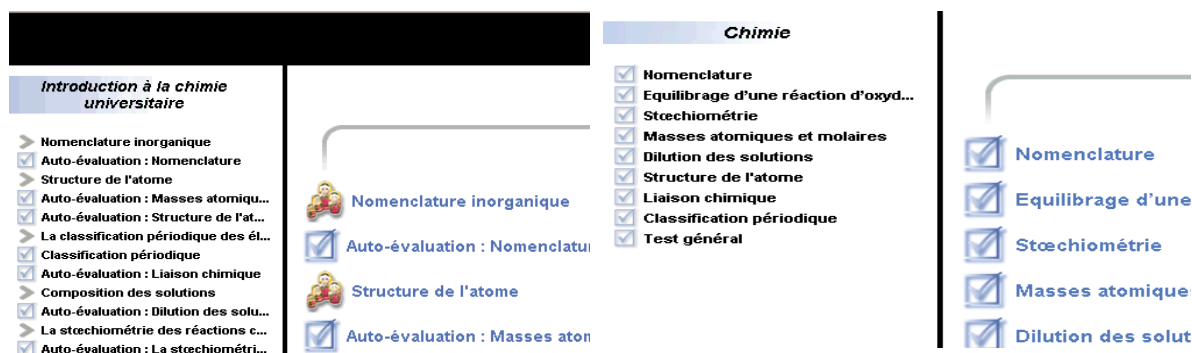 Introduction à la chimie
universitaire
Nomenclature inorganique
Auto-évaluation : Nomenclature
Structure de l'atome
Auto-évaluation : Masses atomiqu...
Auto-évaluation : Structure de l'at...
La classification périodique des él...
Classification périodique
Auto-évaluation : Liaison chimique
Composition des solutions
Auto-évaluation : Dilution des solu...
La stœchiométrie des réactions c...
Auto-évaluation : La stœchiométri...
Nomenclature inorganique
Auto-évaluation : Nomenclatu
Structure de l'atome
Auto-évaluation : Masses aton
Chimie
Nomenclature
Equilibrage d'une réaction d'oxyd...
Stœchiométrie
Masses atomiques et molaires
Dilution des solutions
Structure de l'atome
Liaison chimique
Classification périodique
Test général
Nomenclature
Equilibrage d'une
Stœchiométrie
Masses atomique
Dilution des solut